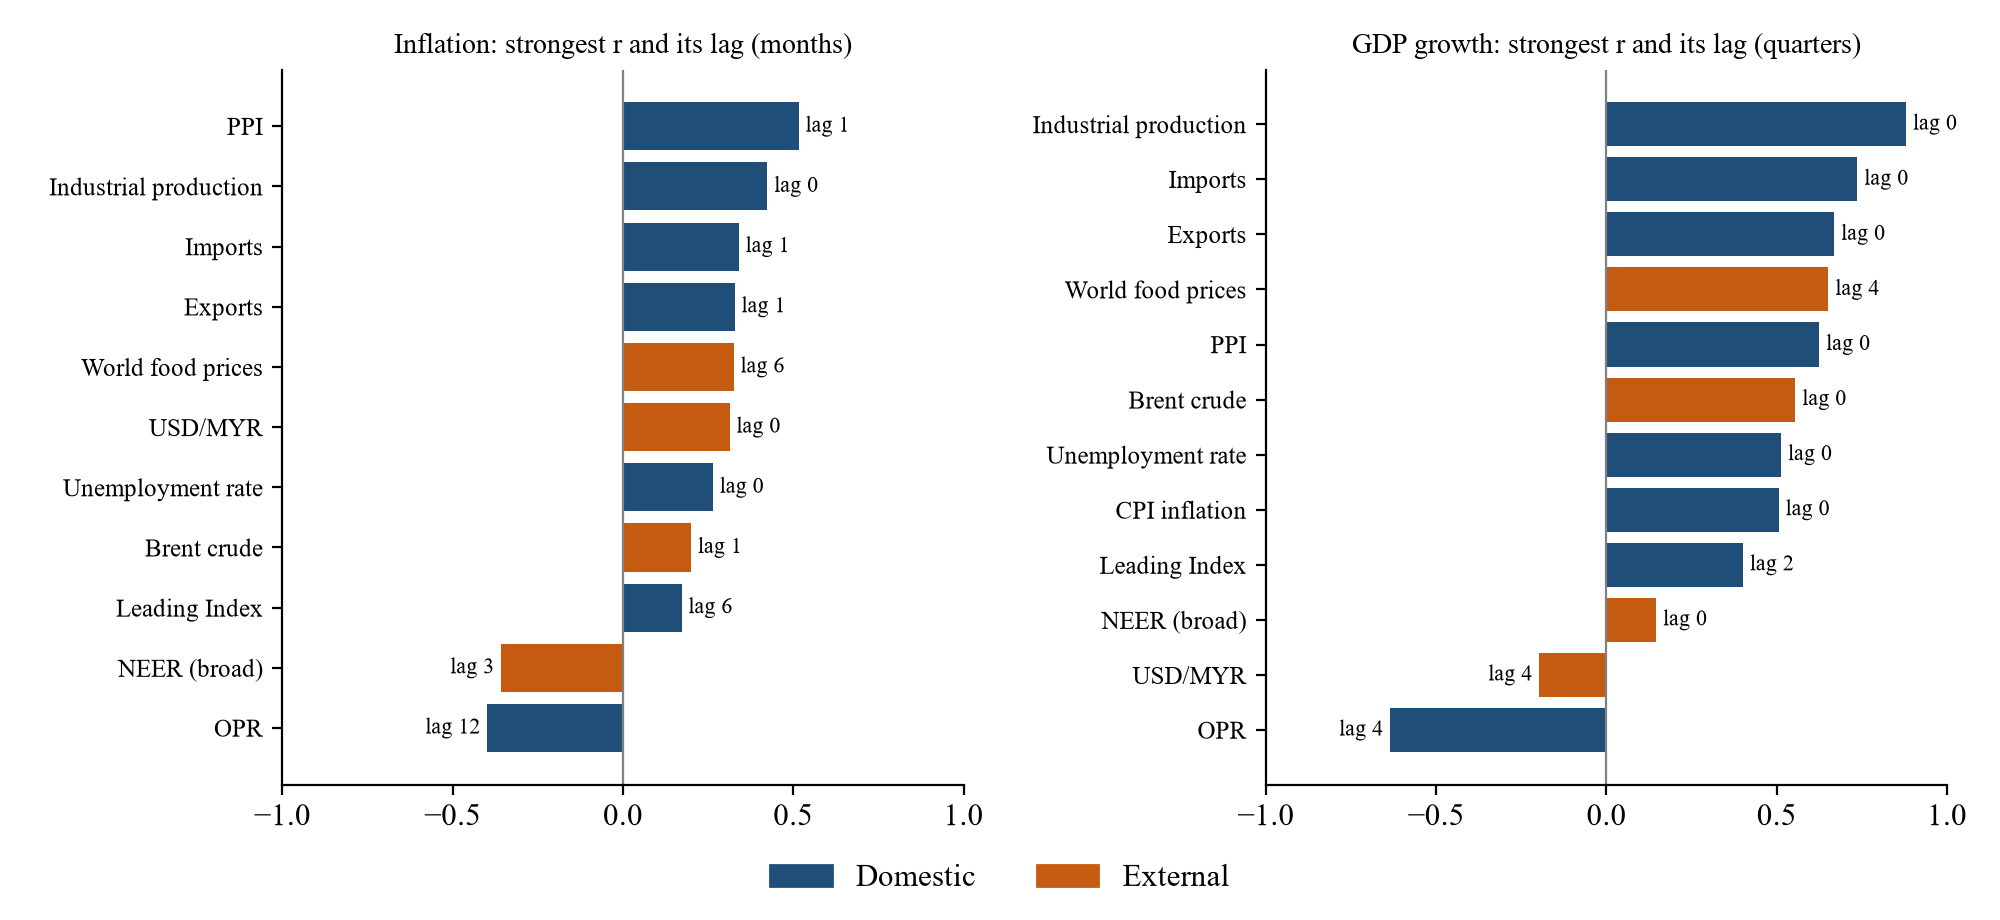 Inflation: strongest r and its lag (months)
PPI
lag 1
Industrial production
lag 0
Imports
lag 1
Exports
lag 1
World food prices
lag 6
USD/MYR
lag 0
Unemployment rate
lag 0
Brent crude
lag 1
Leading Index
lag 6
NEER (broad)
lag 3
OPR
lag 12
−1.0
−0.5
0.0
0.5
1.0
GDP growth: strongest r and its lag (quarters)
Industrial production
lag 0
Imports
lag 0
Exports
lag 0
World food prices
lag 4
PPI
lag 0
Brent crude
lag 0
Unemployment rate
lag 0
CPI inflation
lag 0
Leading Index
lag 2
NEER (broad)
lag 0
USD/MYR
lag 4
OPR
lag 4
−1.0
−0.5
0.0
0.5
1.0
Domestic
External